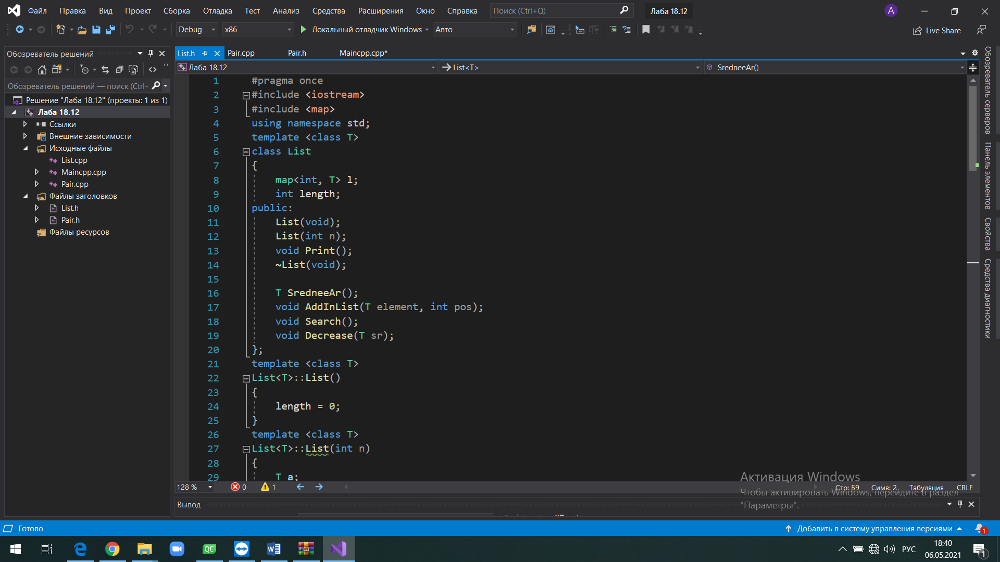 Файл Правка Вид Проект Сборка Отладка Тест Анализ Средства Расширения Окно Справка Поиск (Ctrl+Q) Лаба 18.12 A
Debug x86 Локальный отладчик Windows Авто Live Share
Обозреватель решений
Обозреватель решений — поиск (Ctrl+
Решение "Лаба 18.12" (проекты: 1 из 1)
Лаба 18.12
Ссылки
Внешние зависимости
Исходные файлы
List.cpp
Maincpp.cpp
Pair.cpp
Файлы заголовков
List.h
Pair.h
Файлы ресурсов
List.h Pair.cpp Pair.h Maincpp.cpp*
Лаба 18.12 List<T> SredneeAr()
1 #pragma once
2 #include <iostream>
3 #include <map>
4 using namespace std;
5 template <class T>
6 class List
7 {
8 map<int, T> l;
9 int length;
10 public:
11 List(void);
12 List(int n);
13 void Print();
14 ~List(void);
15
16 T SredneeAr();
17 void AddInList(T element, int pos);
18 void Search();
19 void Decrease(T sr);
20 };
21 template <class T>
22 List<T>::List()
23 {
24 length = 0;
25 }
26 template <class T>
27 List<T>::List(int n)
28 {
29 T a;
128 % 0 1 Стр: 59 Симв: 2 Табуляция CRLF
Активация Windows
Чтобы активировать Windows, перейдите в раздел
"Параметры".
Вывод
Обозреватель серверов
Панель элементов
Свойства
Средства диагностики
Готово Добавить в систему управления версиями 1
QC W РУС 18:40
06.05.2021 1